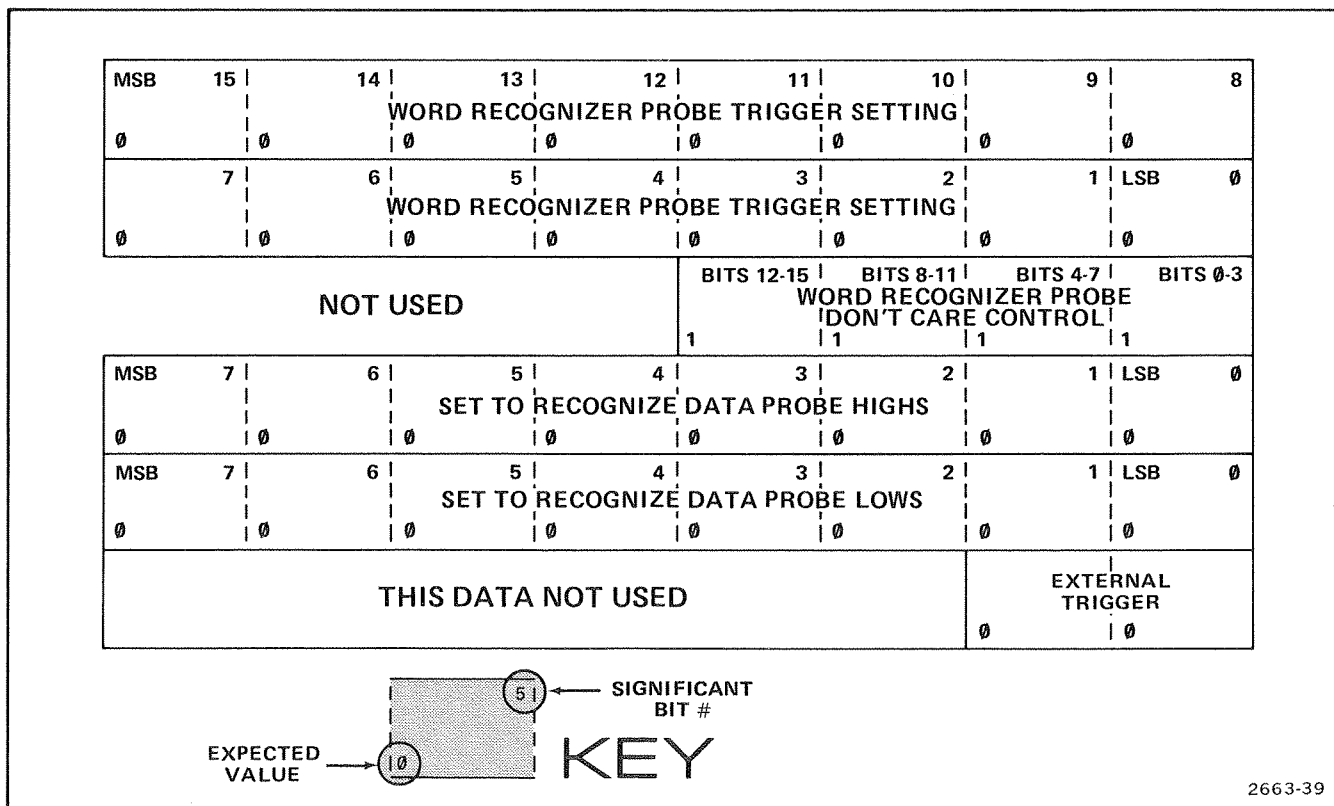 MSB 15 14 13 12 11 10 9 8
WORD RECOGNIZER PROBE TRIGGER SETTING
Ø Ø Ø Ø Ø Ø Ø Ø
7 6 5 4 3 2 1 LSB Ø
WORD RECOGNIZER PROBE TRIGGER SETTING
Ø Ø Ø Ø Ø Ø Ø Ø
NOT USED
BITS 12-15 BITS 8-11 BITS 4-7 BITS Ø-3
WORD RECOGNIZER PROBE
DON'T CARE CONTROL
1 1 1 1
MSB 7 6 5 4 3 2 1 LSB Ø
SET TO RECOGNIZE DATA PROBE HIGHS
Ø Ø Ø Ø Ø Ø Ø Ø
MSB 7 6 5 4 3 2 1 LSB Ø
SET TO RECOGNIZE DATA PROBE LOWS
Ø Ø Ø Ø Ø Ø Ø Ø
THIS DATA NOT USED
EXTERNAL
TRIGGER
Ø Ø
5
SIGNIFICANT
BIT #
EXPECTED
VALUE
Ø
KEY
2663-39